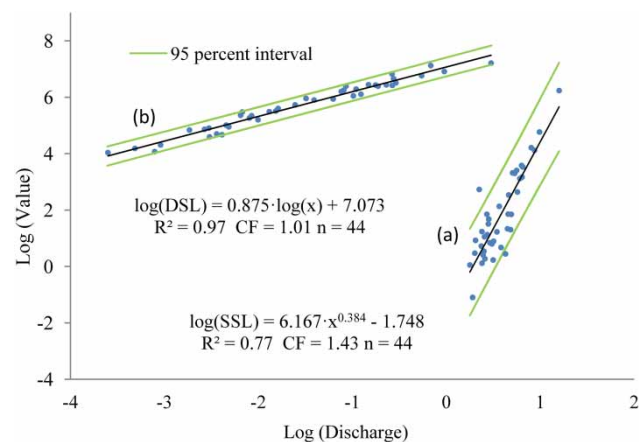 8
6
4
2
0
-2
-4
-4
-3
-2
-1
0
1
2
Log (Value)
Log (Discharge)
95 percent interval
(b)
(a)
log(DSL) = 0.875·log(x) + 7.073
R² = 0.97 CF = 1.01 n = 44
log(SSL) = 6.167·x^0.384 - 1.748
R² = 0.77 CF = 1.43 n = 44